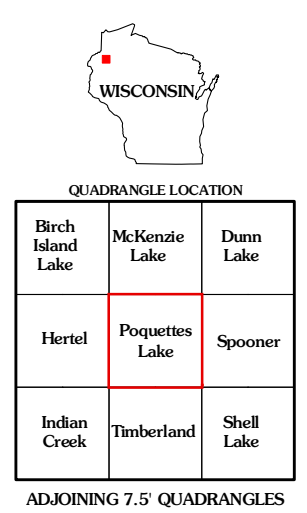 WISCONSIN
QUADRANGLE LOCATION
Birch
Island
Lake
McKenzie
Lake
Dunn
Lake
Hertel
Poquettes
Lake
Spooner
Indian
Creek
Timberland
Shell
Lake
ADJOINING 7.5' QUADRANGLES